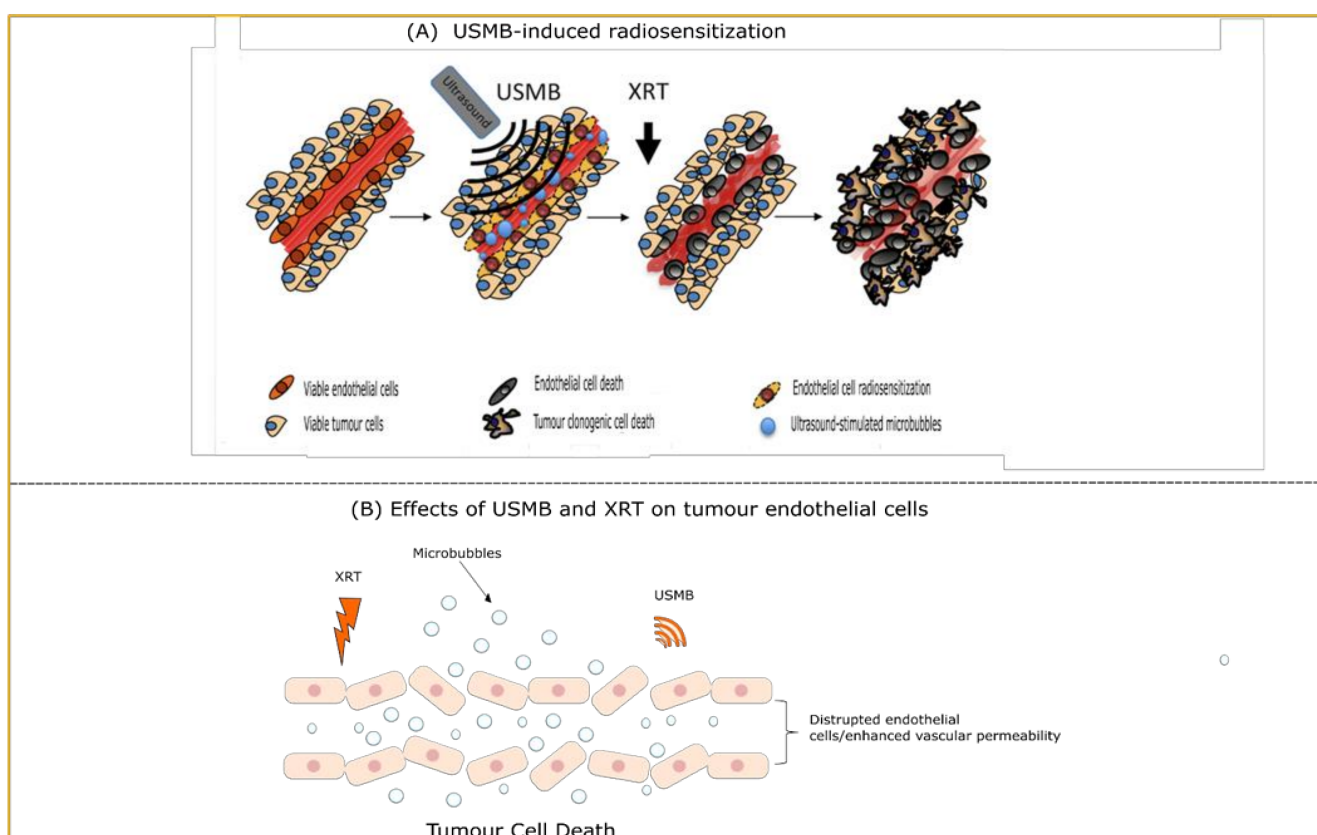 (A) USMB-induced radiosensitization
Ultrasound
USMB
XRT
Viable endothelial cells
Endothelial cell death
Endothelial cell radiosensitization
Viable tumour cells
Tumour clonogenic cell death
Ultrasound-stimulated microbubbles
(B) Effects of USMB and XRT on tumour endothelial cells
Microbubbles
XRT
USMB
Distrupted endothelial
cells/enhanced vascular permeability
Tumour Cell Death